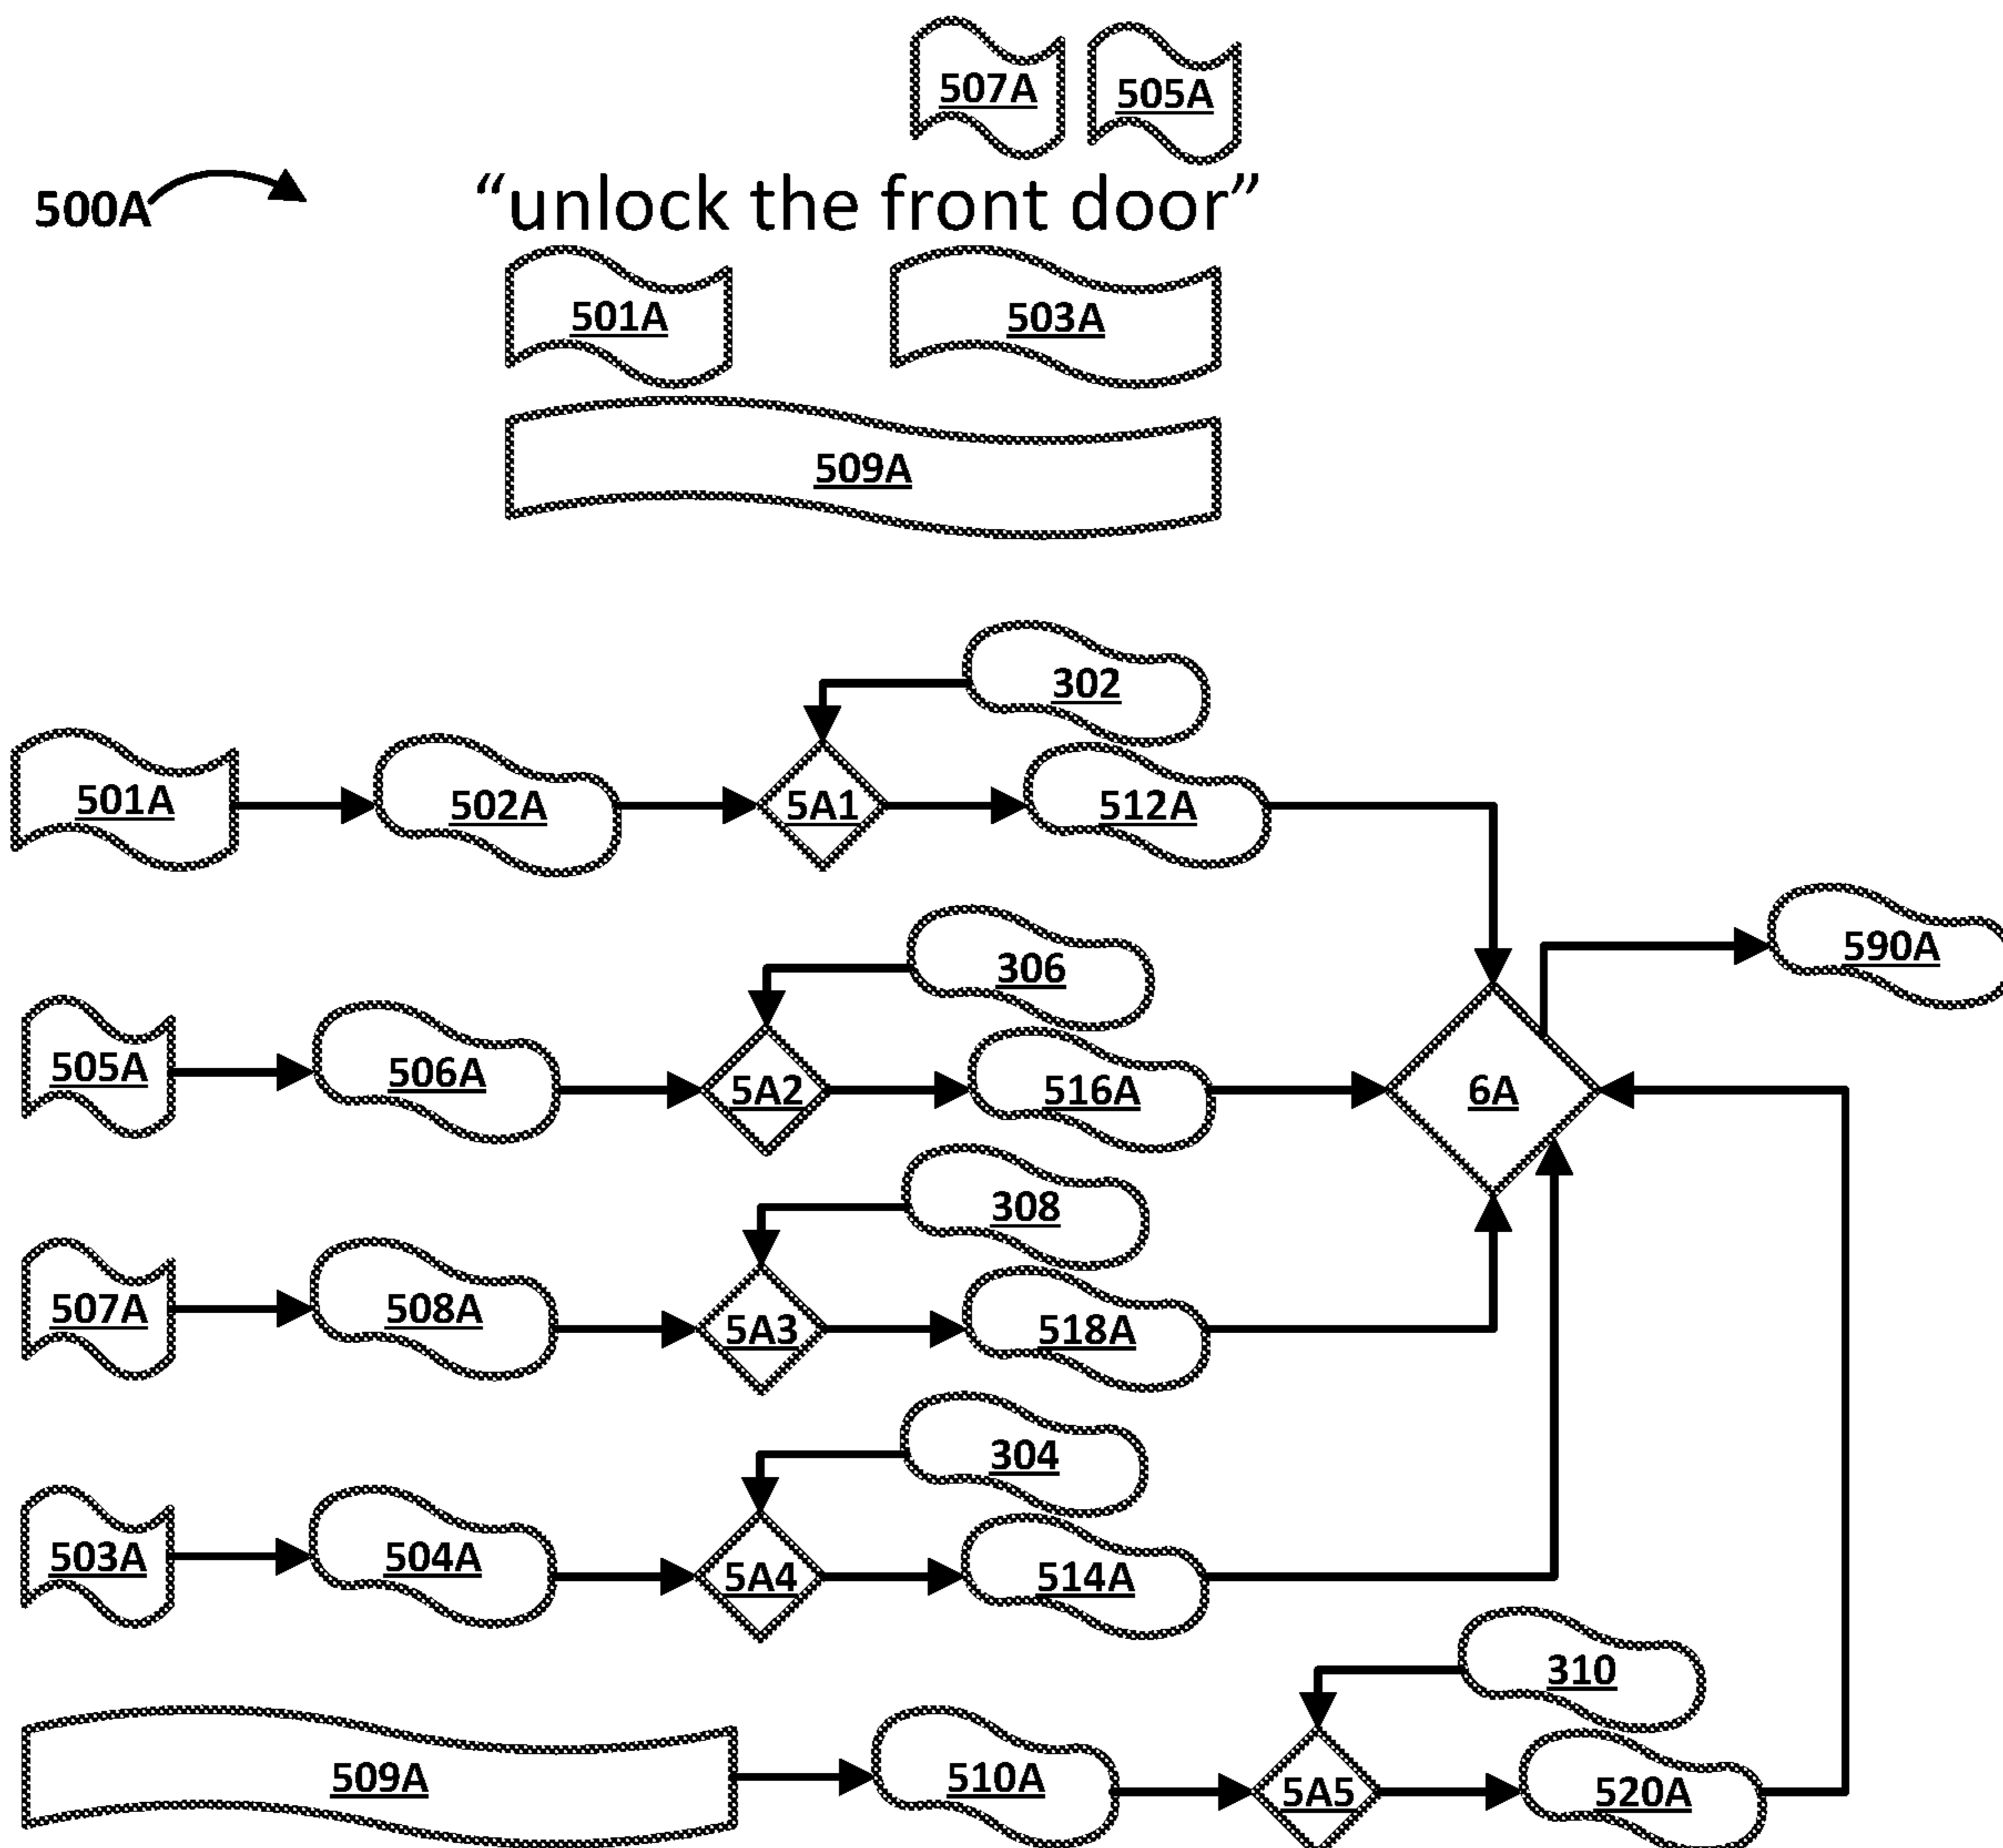 507A 505A
500A "unlock the front door"
501A 503A
509A
302
501A 502A 5A1 512A
306 590A
505A 506A 5A2 516A 6A
308
507A 508A 5A3 518A
304
503A 504A 5A4 514A
310
509A 510A 5A5 520A